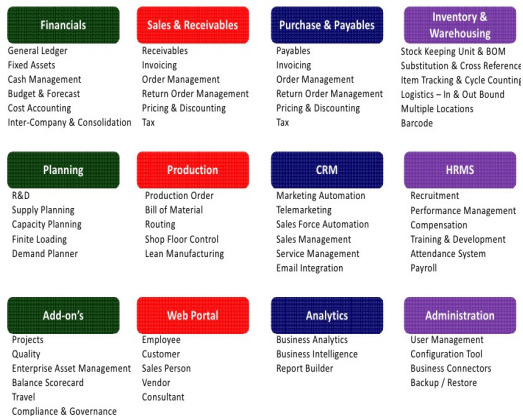 Financials
General Ledger
Fixed Assets
Cash Management
Budget & Forecast
Cost Accounting
Inter-Company & Consolidation
Sales & Receivables
Receivables
Invoicing
Order Management
Return Order Management
Pricing & Discounting
Tax
Purchase & Payables
Payables
Invoicing
Order Management
Return Order Management
Pricing & Discounting
Tax
Inventory &
Warehousing
Stock Keeping Unit & BOM
Substitution & Cross Reference
Item Tracking & Cycle Counting
Logistics – In & Out Bound
Multiple Locations
Barcode
Planning
R&D
Supply Planning
Capacity Planning
Finite Loading
Demand Planner
Production
Production Order
Bill of Material
Routing
Shop Floor Control
Lean Manufacturing
CRM
Marketing Automation
Telemarketing
Sales Force Automation
Sales Management
Service Management
Email Integration
HRMS
Recruitment
Performance Management
Compensation
Training & Development
Attendance System
Payroll
Add-on's
Projects
Quality
Enterprise Asset Management
Balance Scorecard
Travel
Compliance & Governance
Web Portal
Employee
Customer
Sales Person
Vendor
Consultant
Analytics
Business Analytics
Business Intelligence
Report Builder
Administration
User Management
Configuration Tool
Business Connectors
Backup / Restore